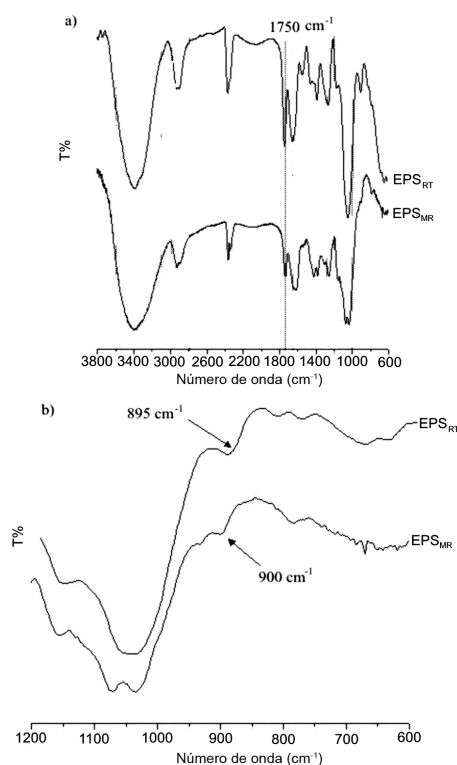 a)
1750 cm⁻¹
T%
EPS_RT
EPS_MR
3800 3400 3000 2600 2200 1800 1400 1000 600
Número de onda (cm⁻¹)
b)
895 cm⁻¹
EPS_RT
T%
EPS_MR
900 cm⁻¹
1200 1100 1000 900 800 700 600
Número de onda (cm⁻¹)